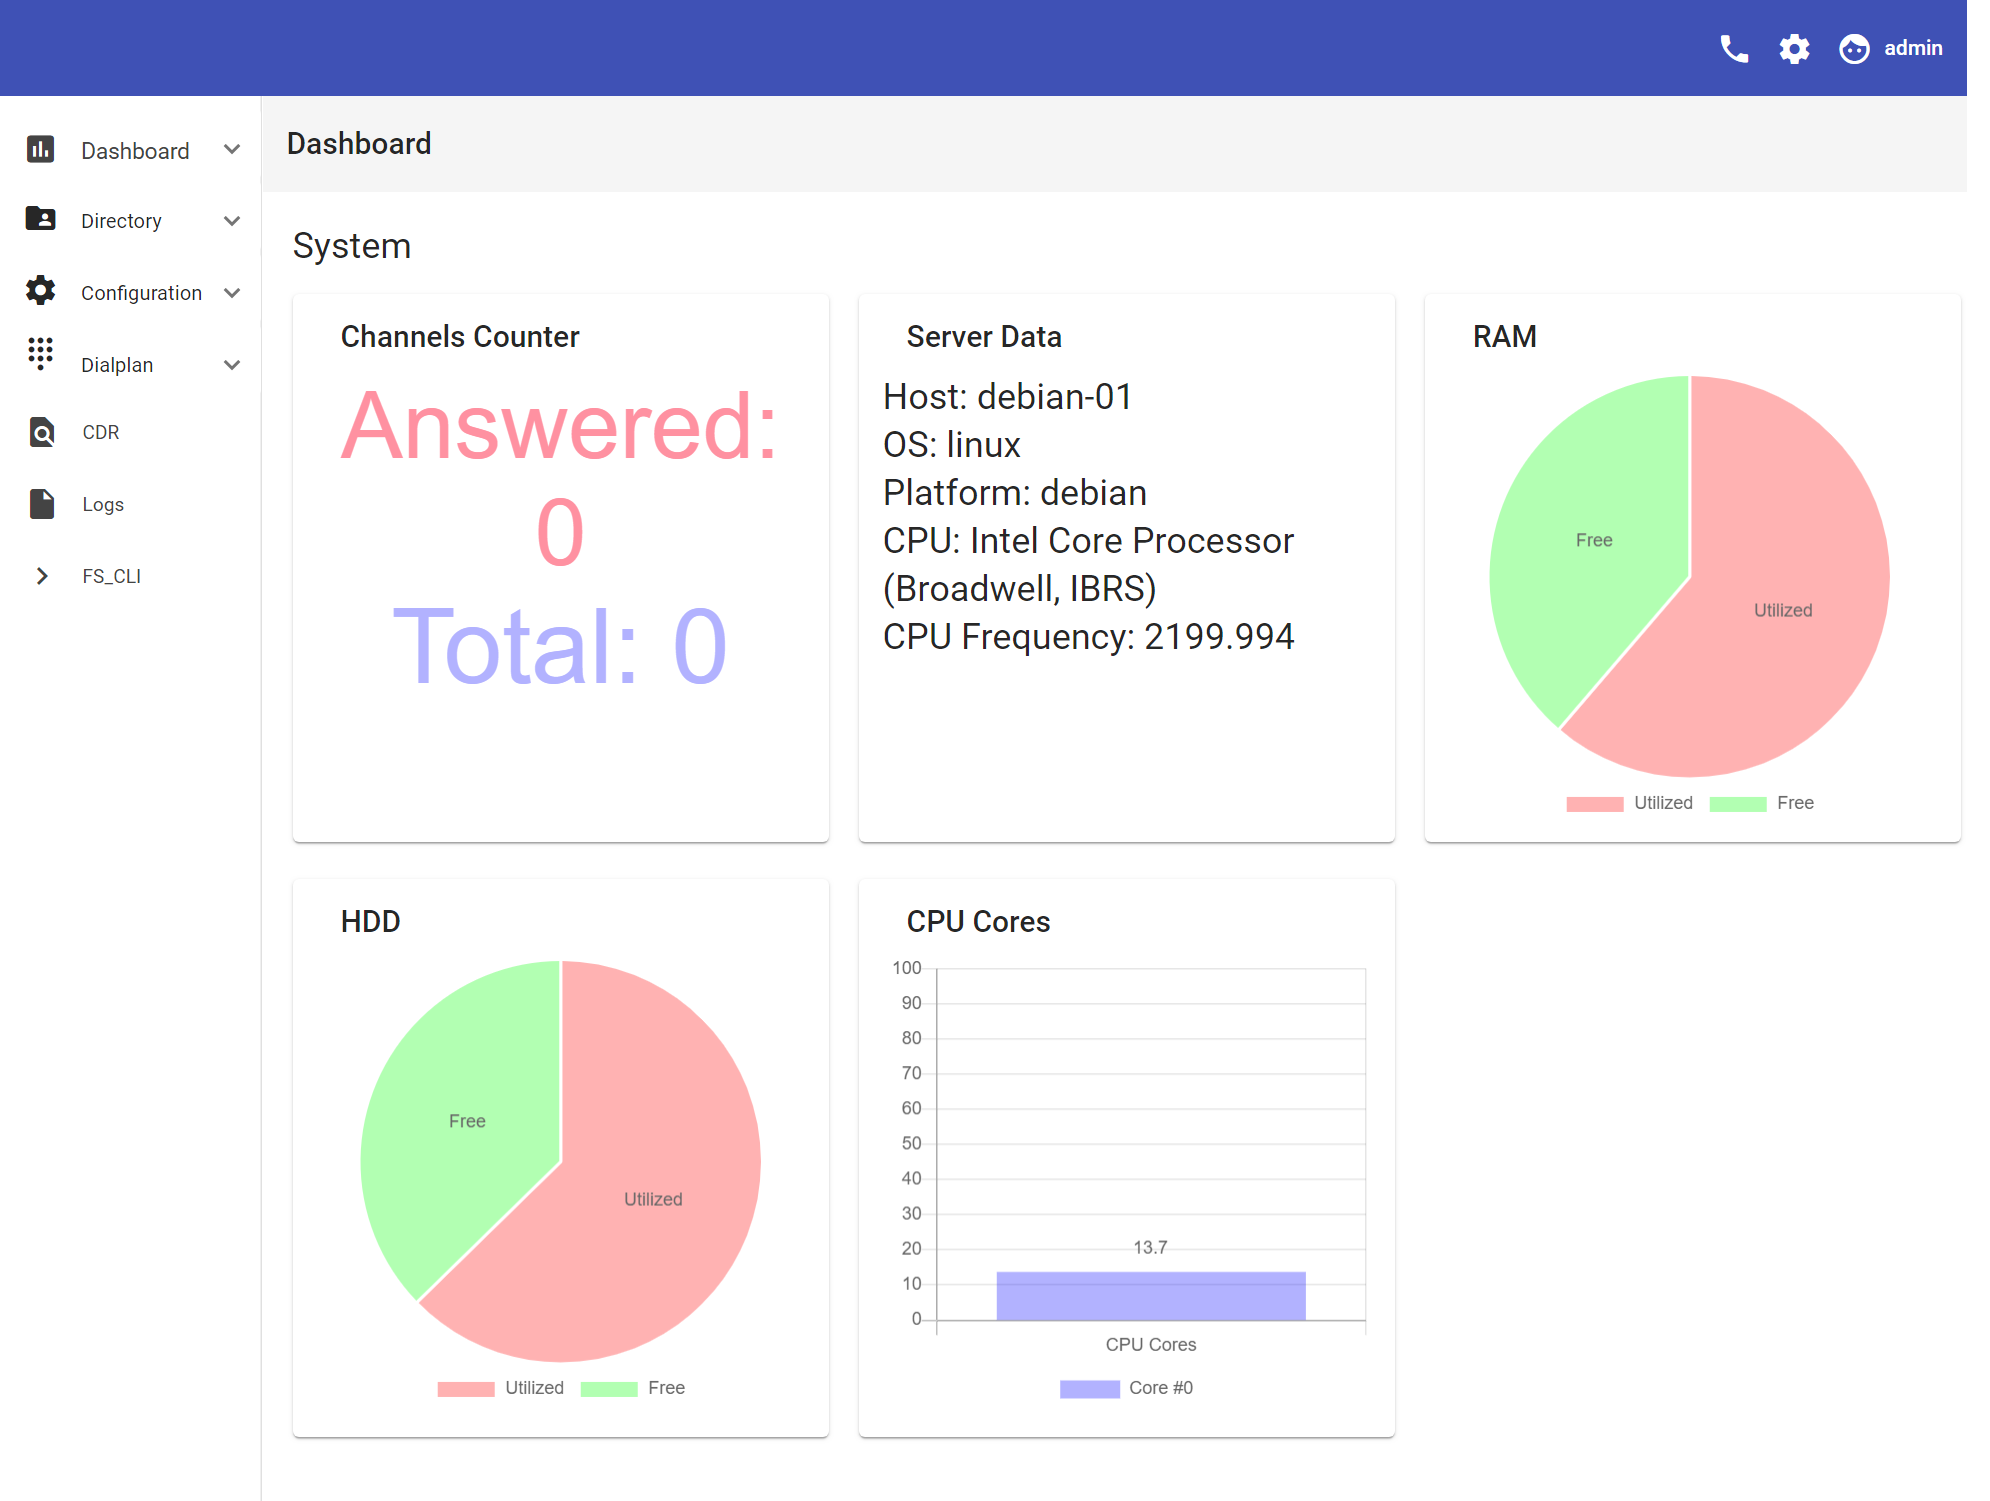 admin
Dashboard
Directory
Configuration
Dialplan
CDR
Logs
FS_CLI
Dashboard
System
Channels Counter
Answered:
0
Total: 0
Server Data
Host: debian-01
OS: linux
Platform: debian
CPU: Intel Core Processor
(Broadwell, IBRS)
CPU Frequency: 2199.994
RAM
Free
Utilized
Utilized Free
HDD
Free
Utilized
Utilized Free
CPU Cores
100
90
80
70
60
50
40
30
20
13.7
10
0
CPU Cores
Core #0